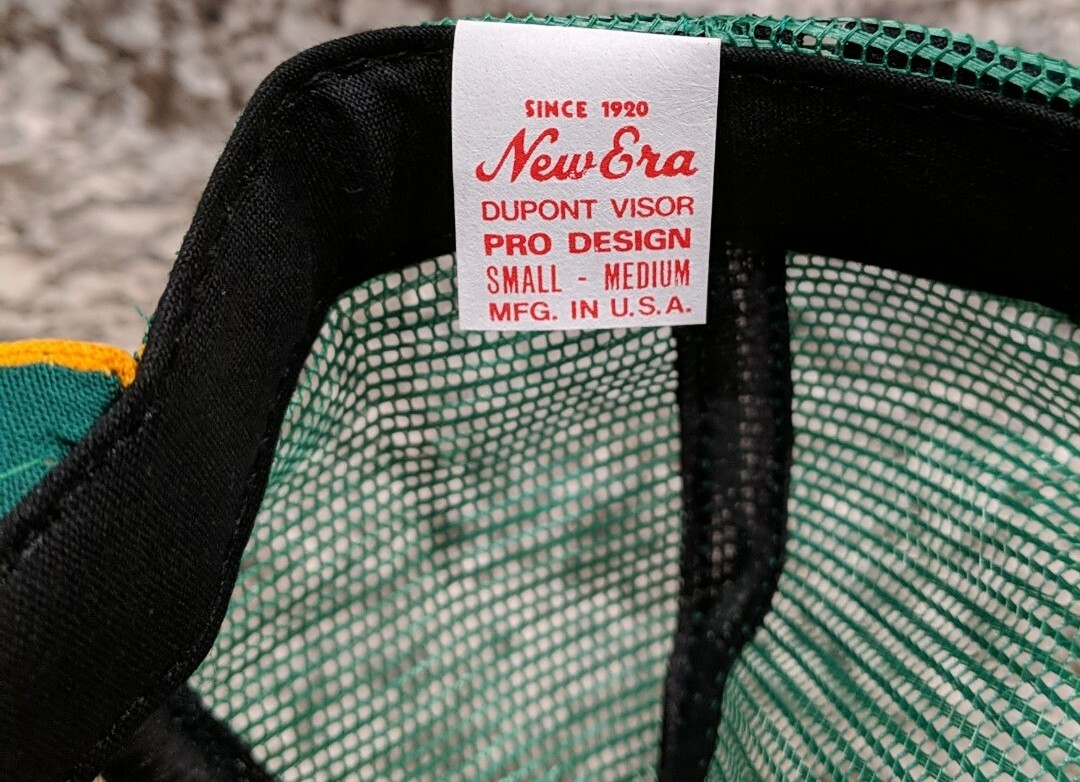 SINCE 1920
New Era
DUPONT VISOR
PRO DESIGN
SMALL - MEDIUM
MFG. IN U.S.A.